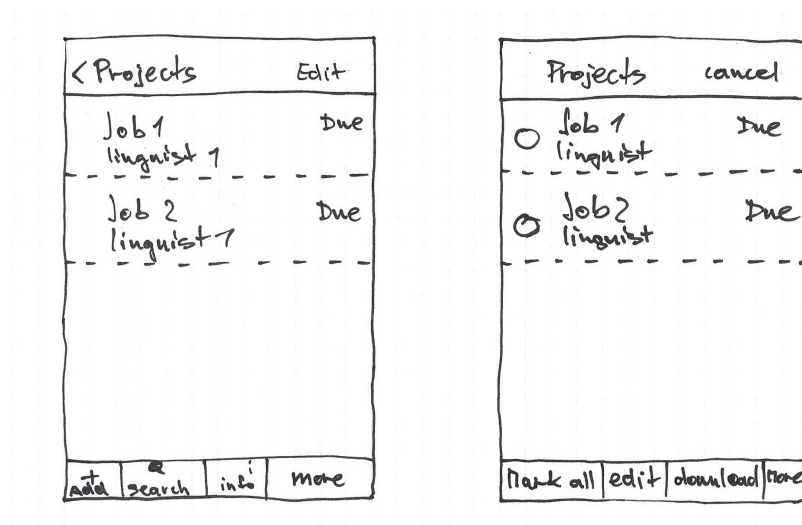 < Projects Edit
Job 1 Due
linguist 1
Job 2 Due
linguist 1
+ Add search i info more
Projects cancel
Job 1 Due
linguist
Job 2 Due
linguist
Mark all edit download More